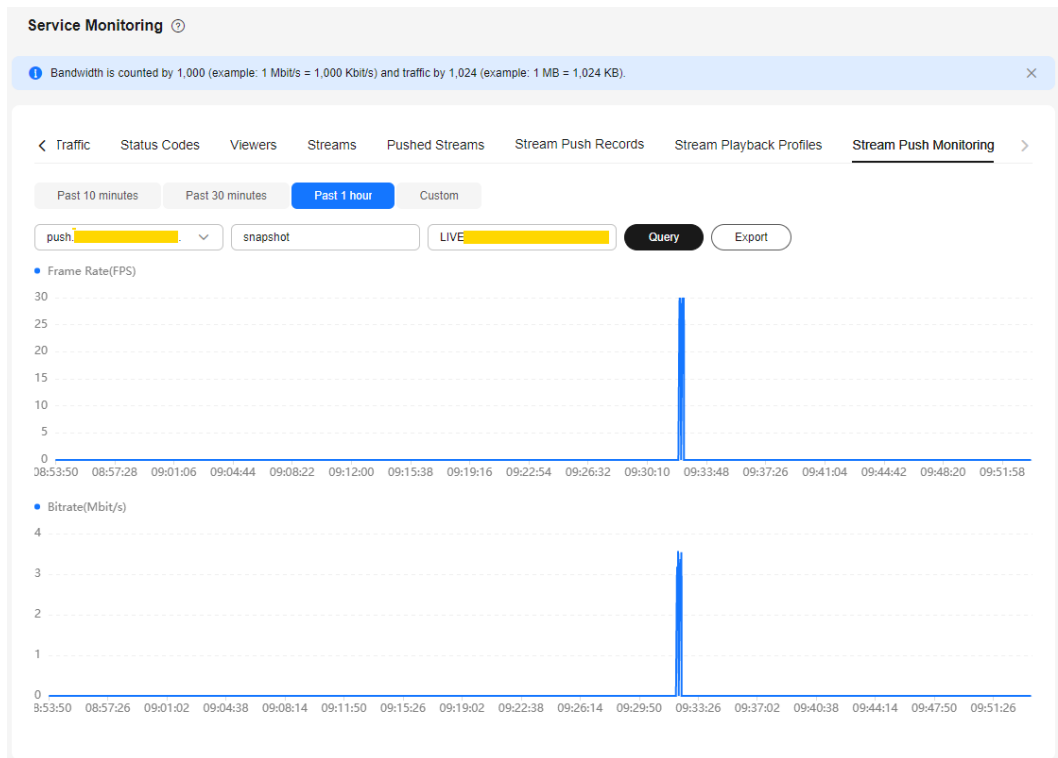 Service Monitoring ?
Bandwidth is counted by 1,000 (example: 1 Mbit/s = 1,000 Kbit/s) and traffic by 1,024 (example: 1 MB = 1,024 KB).
Traffic Status Codes Viewers Streams Pushed Streams Stream Push Records Stream Playback Profiles Stream Push Monitoring
Past 10 minutes Past 30 minutes Past 1 hour Custom
push. . snapshot LIVE Query Export
Frame Rate(FPS)
30
25
20
15
10
5
0
08:53:50 08:57:28 09:01:06 09:04:44 09:08:22 09:12:00 09:15:38 09:19:16 09:22:54 09:26:32 09:30:10 09:33:48 09:37:26 09:41:04 09:44:42 09:48:20 09:51:58
Bitrate(Mbit/s)
4
3
2
1
0
8:53:50 08:57:26 09:01:02 09:04:38 09:08:14 09:11:50 09:15:26 09:19:02 09:22:38 09:26:14 09:29:50 09:33:26 09:37:02 09:40:38 09:44:14 09:47:50 09:51:26